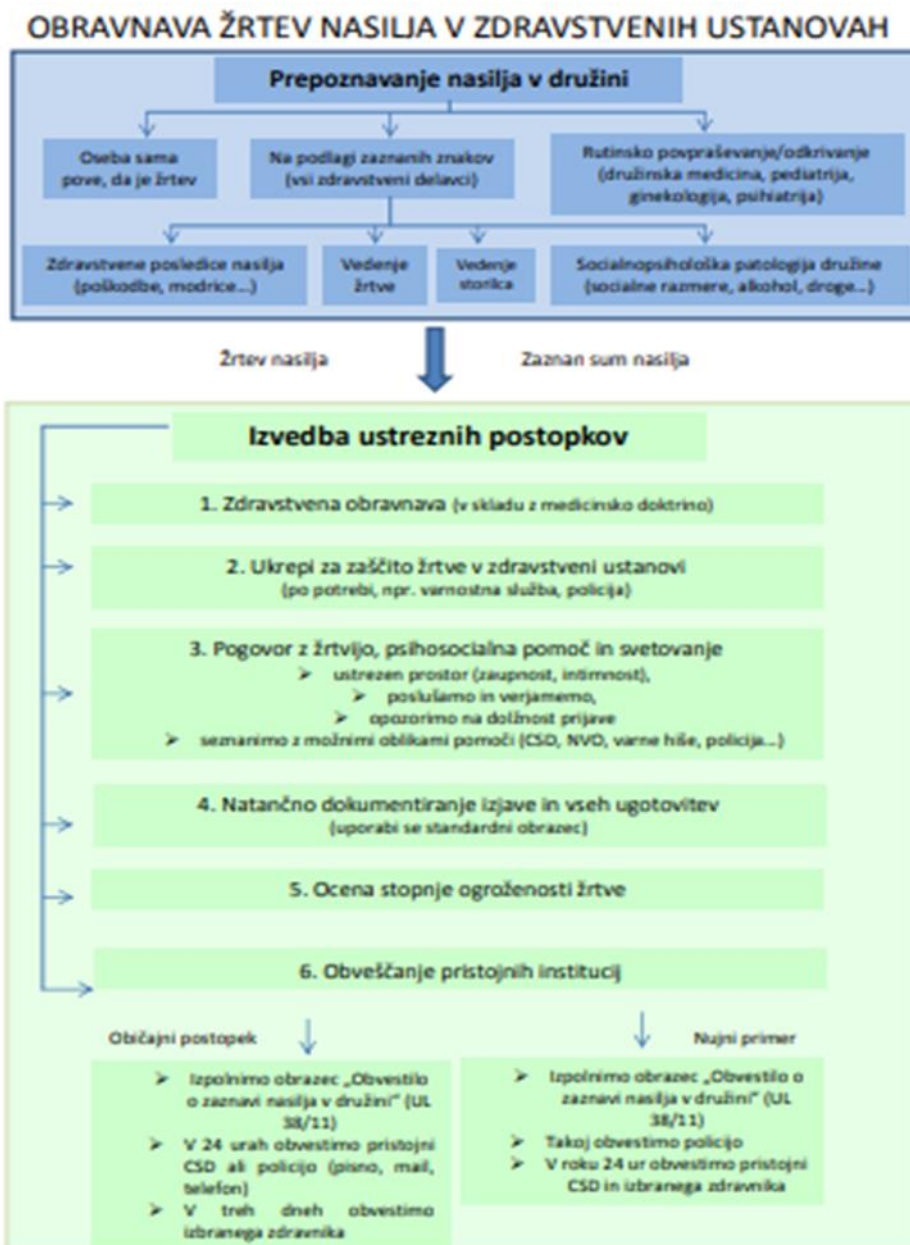 OBRAVNAVA ŽRTEV NASILJA V ZDRAVSTVENIH USTANOVAH
Prepoznavanje nasilja v družini
Oseba sama
pove, da je žrtev
Na podlagi zaznanih znakov
(vsi zdravstveni delavci)
Rutinsko povpraševanje/odkrivanje
(družinska medicina, pediatrija,
ginekologija, psihiatrija)
Zdravstvene posledice nasilja
(poškodbe, modrice...)
Vedenje
žrtve
Vedenje
storilca
Socialnopsihološka patologija družine
(socialne razmere, alkohol, droge...)
Žrtev nasilja
Zaznan sum nasilja
Izvedba ustreznih postopkov
1. Zdravstvena obravnava (v skladu z medicinsko doktrino)
2. Ukrepi za zaščito žrtve v zdravstveni ustanovi
(po potrebi, npr. varnostna služba, policija)
3. Pogovor z žrtvijo, psihosocialna pomoč in svetovanje
➢ ustrezen prostor (zaupnost, intimnost),
➢ poslušamo in verjamemo,
➢ opozorimo na dolžnost prijave
➢ seznanimo z možnimi oblikami pomoči (CSD, NVO, varne hiše, policija...)
4. Natančno dokumentiranje izjave in vseh ugotovitev
(uporabi se standardni obrazec)
5. Ocena stopnje ogroženosti žrtve
6. Obveščanje pristojnih institucij
Običajni postopek
➢ Izpolnimo obrazec „Obvestilo
o zaznavi nasilja v družini“ (UL
38/11)
➢ V 24 urah obvestimo pristojni
CSD ali policijo (pisno, mail,
telefon)
➢ V treh dneh obvestimo
izbranega zdravnika
Nujni primer
➢ Izpolnimo obrazec „Obvestilo o
zaznavi nasilja v družini“ (UL
38/11)
➢ Takoj obvestimo policijo
➢ V roku 24 ur obvestimo pristojni
CSD in izbranega zdravnika